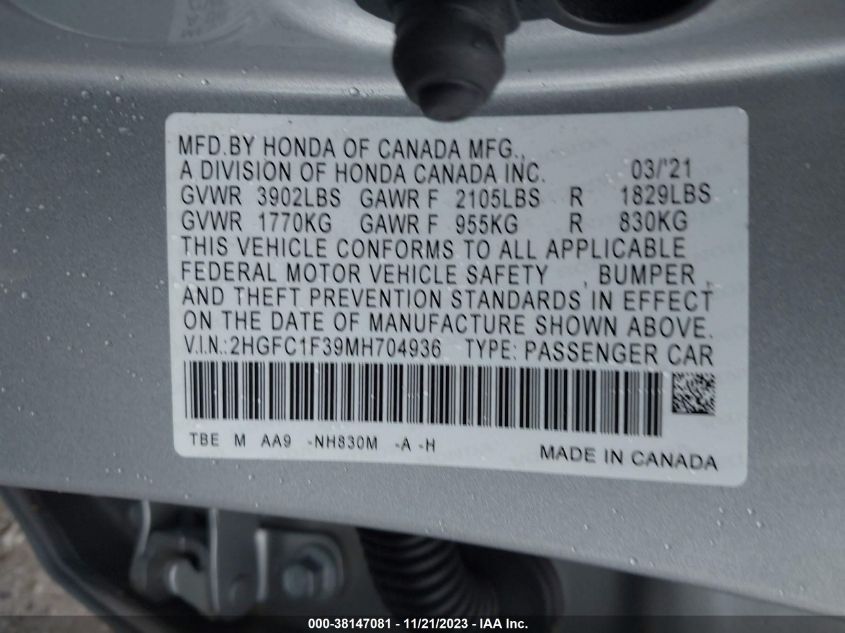 MFD.BY HONDA OF CANADA MFG.,
A DIVISION OF HONDA CANADA INC. 03/'21
GVWR 3902LBS GAWR F 2105LBS R 1829LBS
GVWR 1770KG GAWR F 955KG R 830KG
THIS VEHICLE CONFORMS TO ALL APPLICABLE
FEDERAL MOTOR VEHICLE SAFETY , BUMPER ,
AND THEFT PREVENTION STANDARDS IN EFFECT
ON THE DATE OF MANUFACTURE SHOWN ABOVE.
V.I.N.:2HGFC1F39MH704936 TYPE: PASSENGER CAR
TBE M AA9 -NH830M -A -H MADE IN CANADA
000-38147081 - 11/21/2023 - IAA Inc.